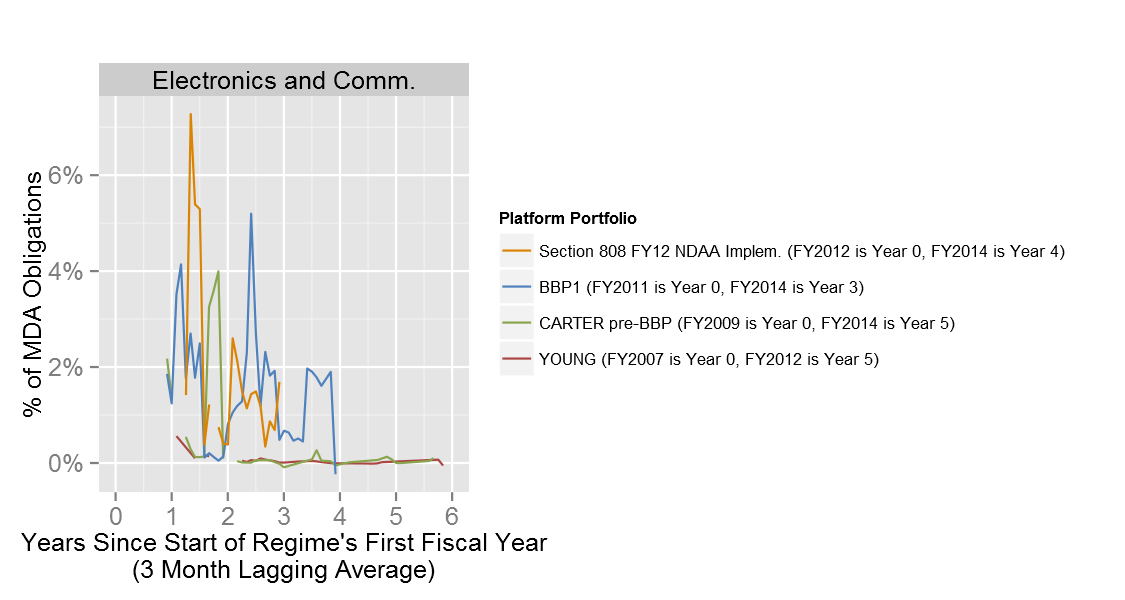 Electronics and Comm.
% of MDA Obligations
6%
4%
2%
0%
0 1 2 3 4 5 6
Years Since Start of Regime's First Fiscal Year
(3 Month Lagging Average)
Platform Portfolio
Section 808 FY12 NDAA Implem. (FY2012 is Year 0, FY2014 is Year 4)
BBP1 (FY2011 is Year 0, FY2014 is Year 3)
CARTER pre-BBP (FY2009 is Year 0, FY2014 is Year 5)
YOUNG (FY2007 is Year 0, FY2012 is Year 5)